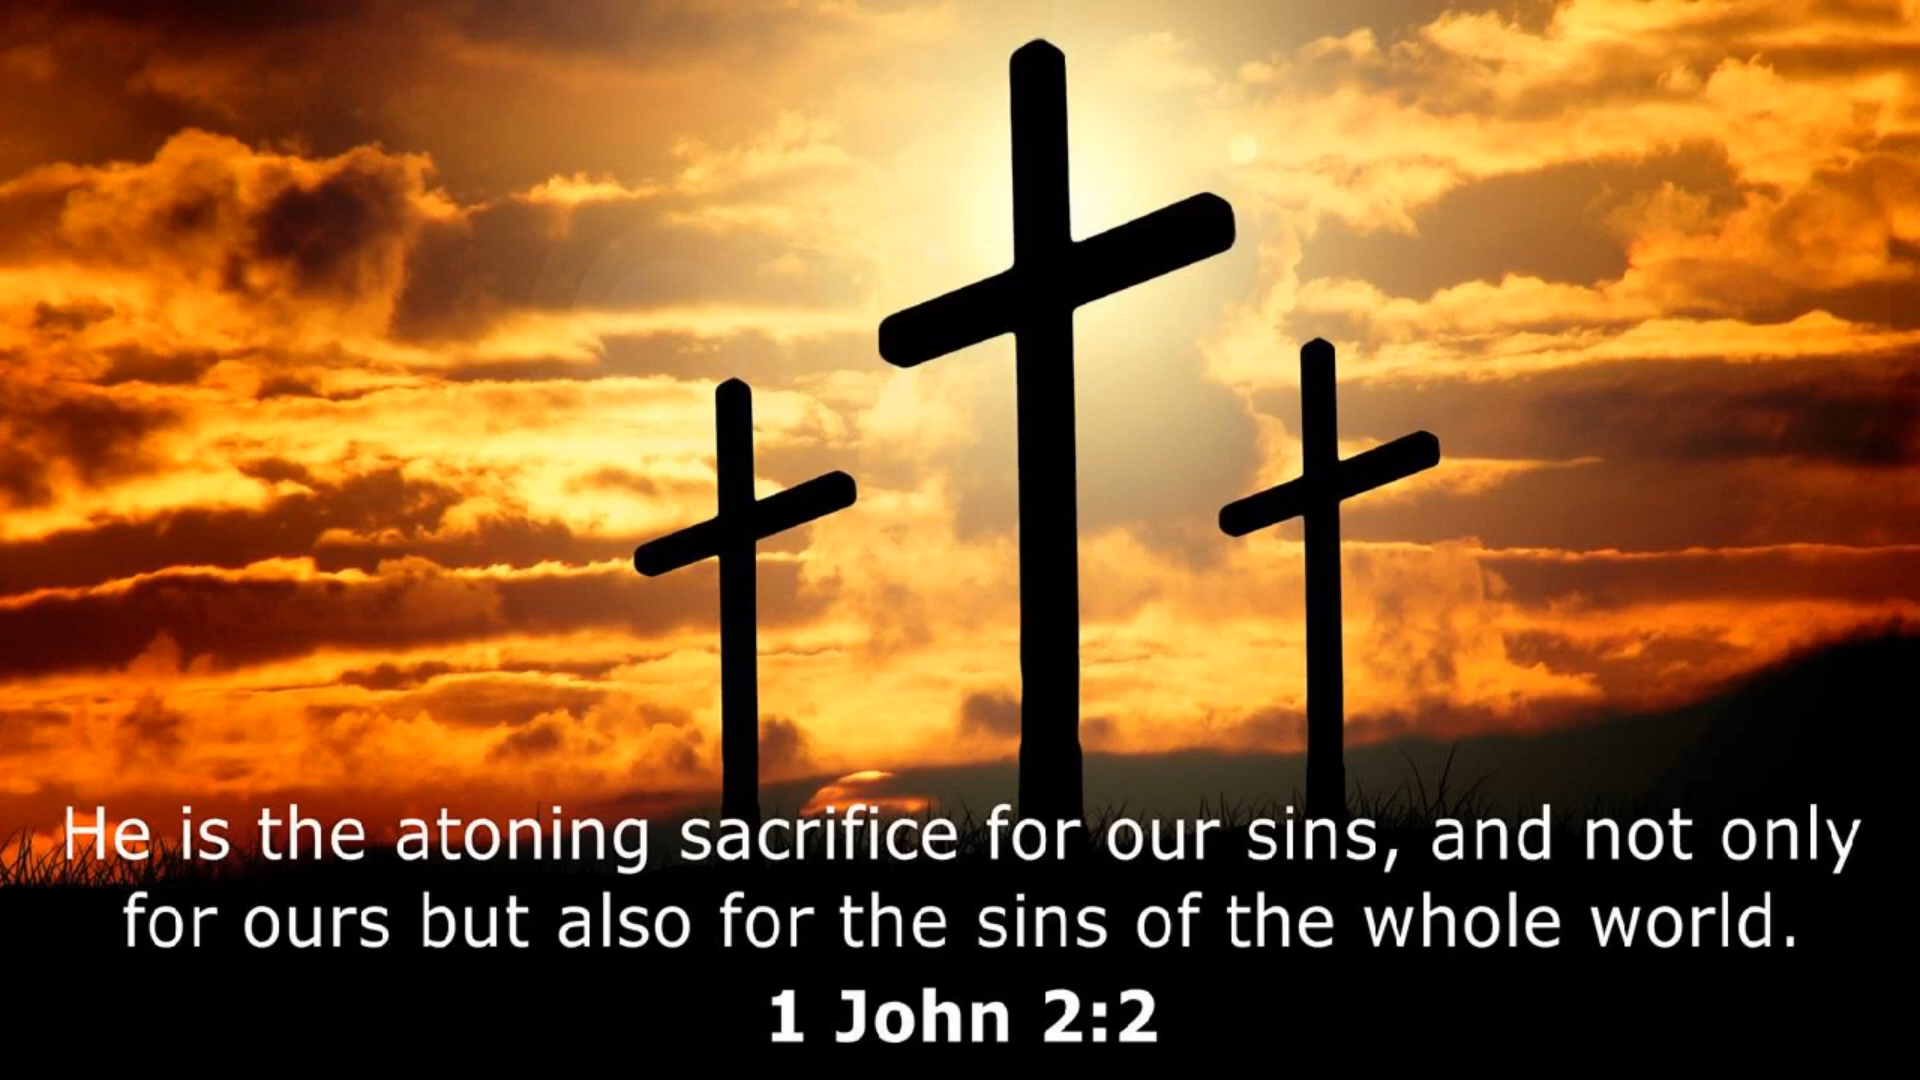 He is the atoning sacrifice for our sins, and not only
for ours but also for the sins of the whole world.
1 John 2:2